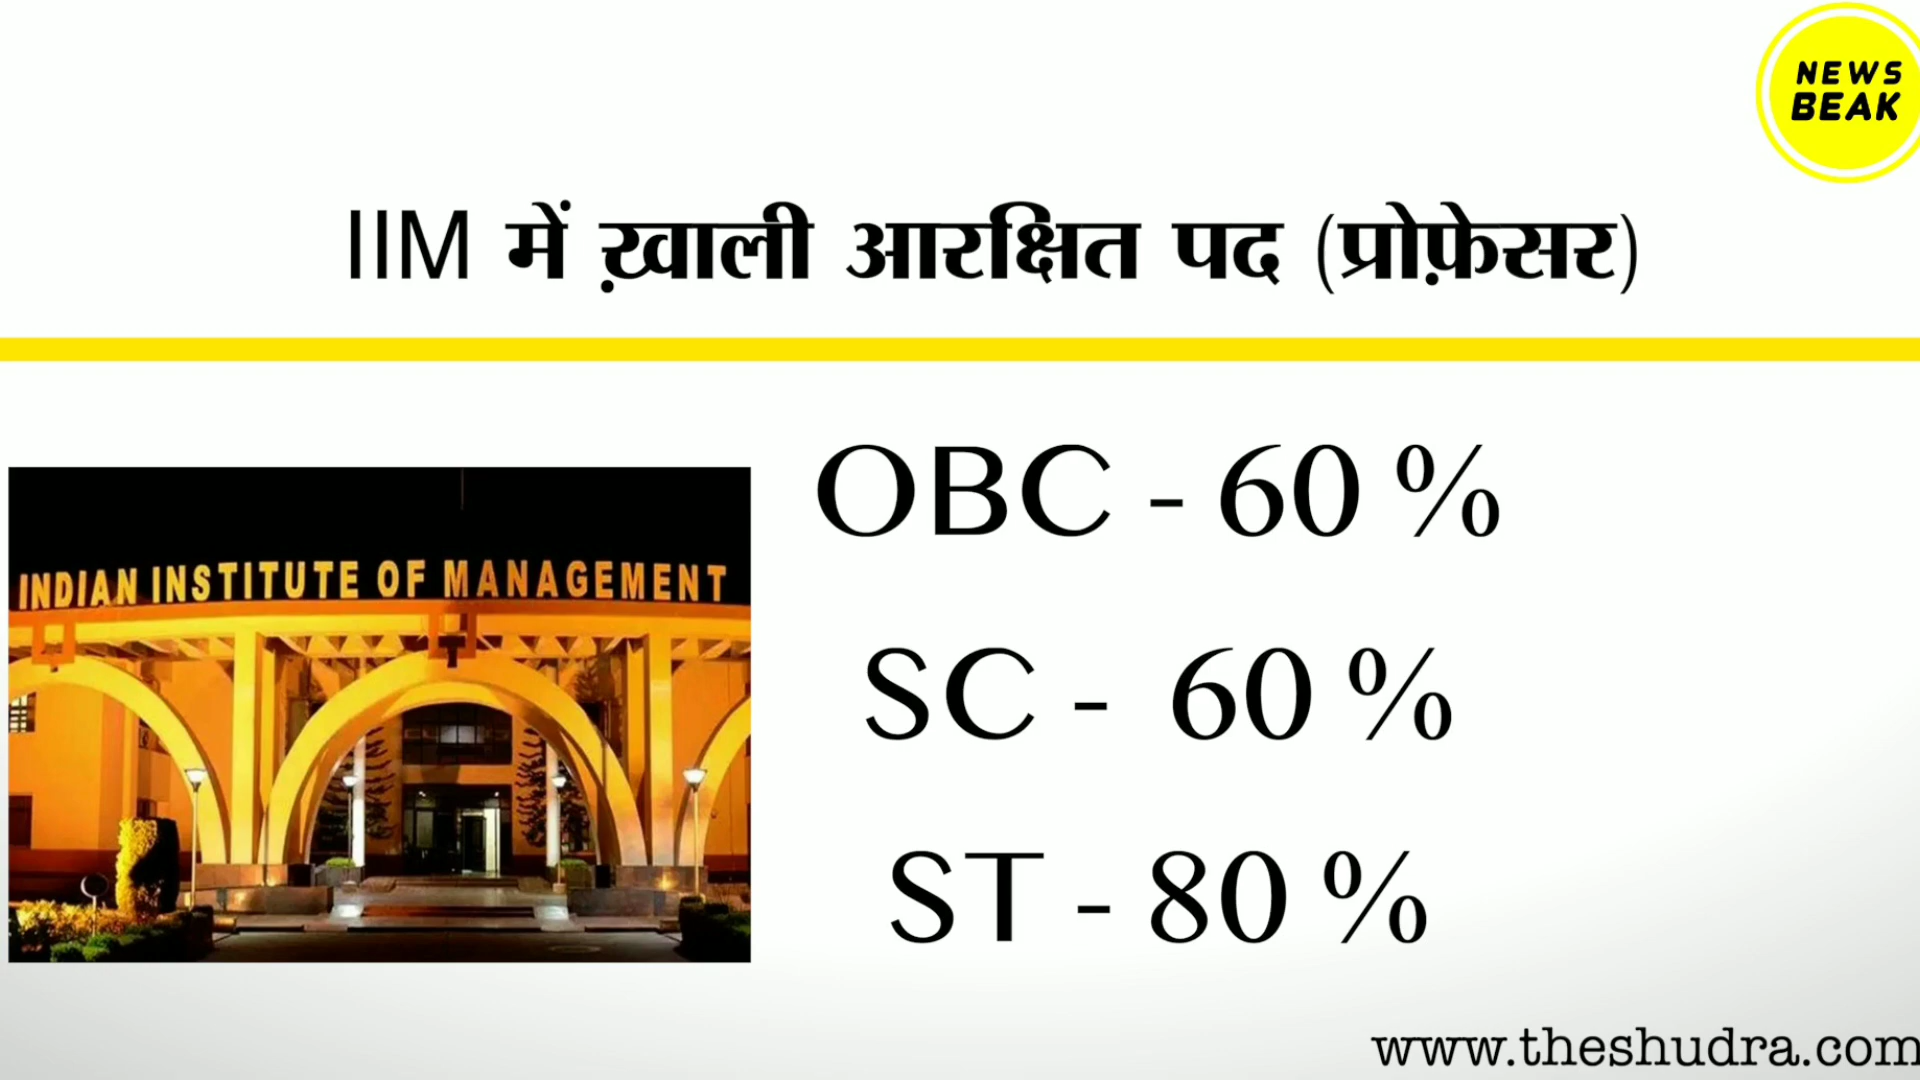 NEWS
BEAK
IIM में ख़ाली आरक्षित पद (प्रोफ़ेसर)
INDIAN INSTITUTE OF MANAGEMENT
OBC - 60 %
SC - 60 %
ST - 80 %
www.theshudra.com